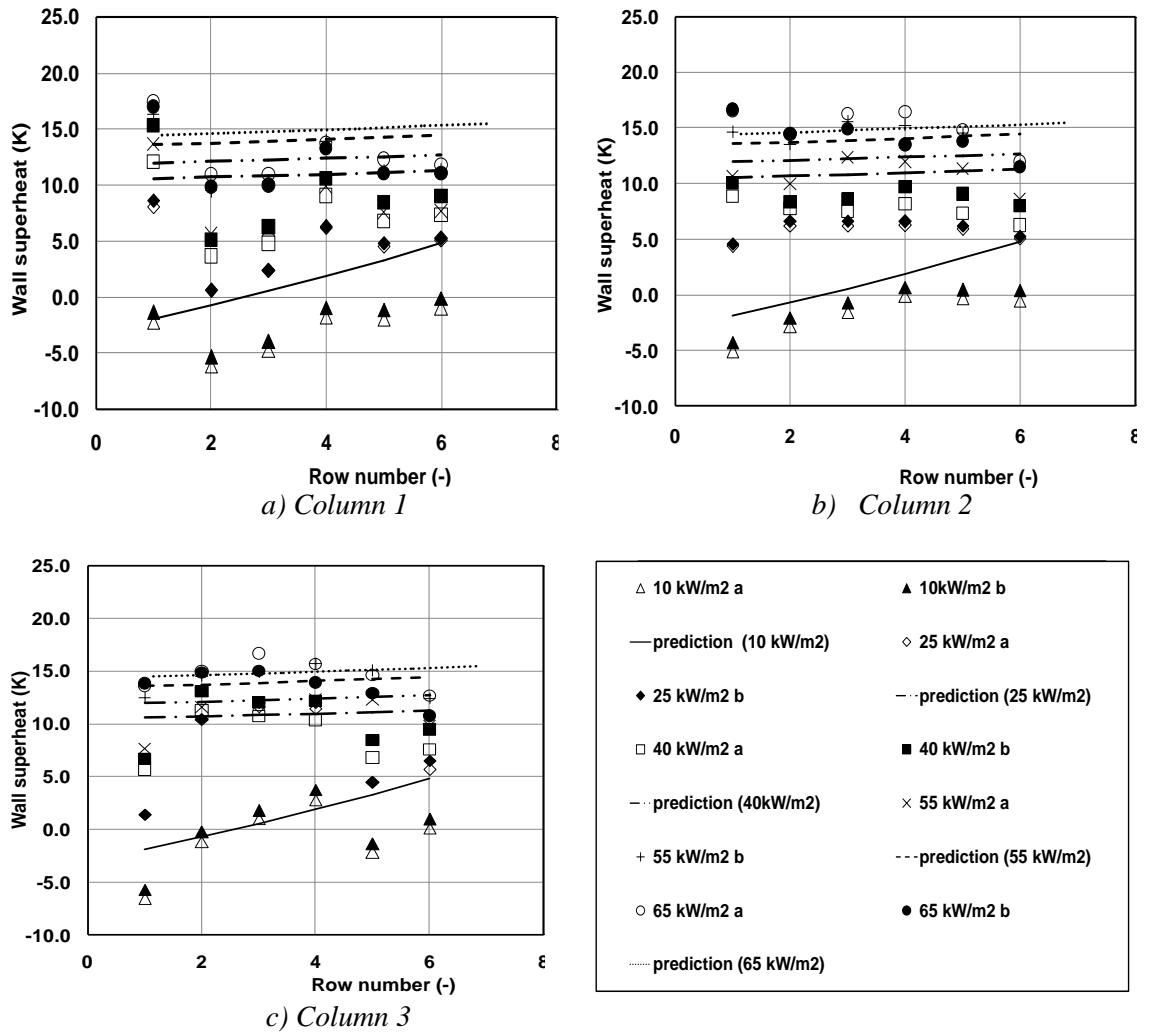 25.0
20.0
15.0
10.0
5.0
0.0
-5.0
-10.0
Wall superheat (K)
0 2 4 6 8
Row number (-)
a) Column 1
25.0
20.0
15.0
10.0
5.0
0.0
-5.0
-10.0
Wall superheat (K)
0 2 4 6 8
Row number (-)
b) Column 2
25.0
20.0
15.0
10.0
5.0
0.0
-5.0
-10.0
Wall superheat (K)
0 2 4 6 8
Row number (-)
c) Column 3
10 kW/m2 a 10kW/m2 b
prediction (10 kW/m2) 25 kW/m2 a
25 kW/m2 b prediction (25 kW/m2)
40 kW/m2 a 40 kW/m2 b
prediction (40kW/m2) 55 kW/m2 a
55 kW/m2 b prediction (55 kW/m2)
65 kW/m2 a 65 kW/m2 b
prediction (65 kW/m2)